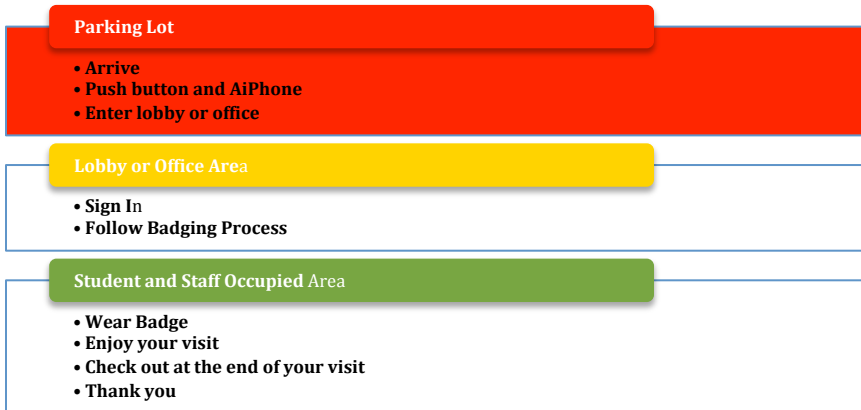 Parking Lot
• Arrive
• Push button and AiPhone
• Enter lobby or office
Lobby or Office Area
• Sign In
• Follow Badging Process
Student and Staff Occupied Area
• Wear Badge
• Enjoy your visit
• Check out at the end of your visit
• Thank you